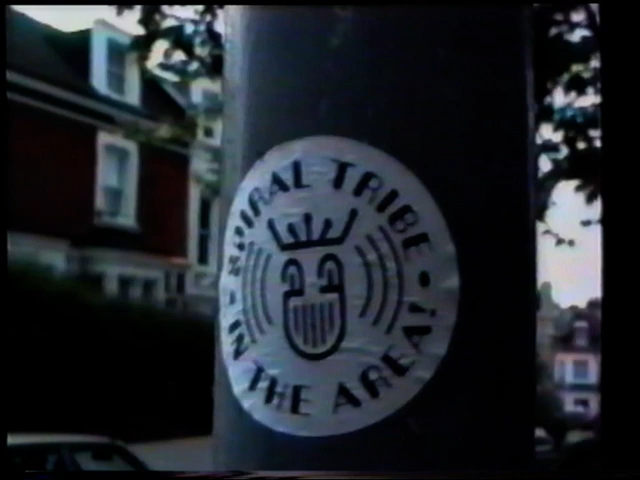 SPIRAL TRIBE •
IN THE AREA! •